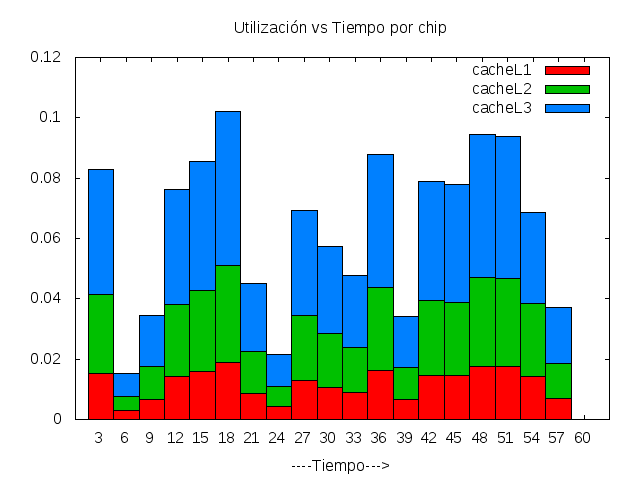 Utilización vs Tiempo por chip
0.12
0.1
0.08
0.06
0.04
0.02
0
cacheL1
cacheL2
cacheL3
3 6 9 12 15 18 21 24 27 30 33 36 39 42 45 48 51 54 57 60
----Tiempo--->